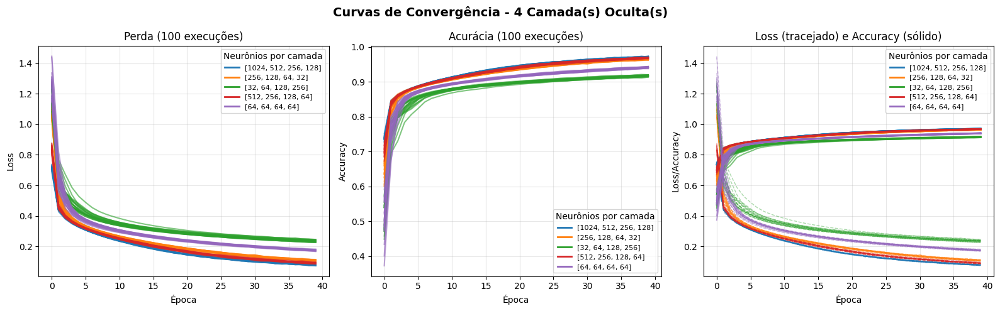 Curvas de Convergência - 4 Camada(s) Oculta(s)
Perda (100 execuções)
Loss
1.4
1.2
1.0
0.8
0.6
0.4
0.2
0 5 10 15 20 25 30 35 40
Época
Neurônios por camada
[1024, 512, 256, 128]
[256, 128, 64, 32]
[32, 64, 128, 256]
[512, 256, 128, 64]
[64, 64, 64, 64]
Acurácia (100 execuções)
Accuracy
1.0
0.9
0.8
0.7
0.6
0.5
0.4
0 5 10 15 20 25 30 35 40
Época
Neurônios por camada
[1024, 512, 256, 128]
[256, 128, 64, 32]
[32, 64, 128, 256]
[512, 256, 128, 64]
[64, 64, 64, 64]
Loss (tracejado) e Accuracy (sólido)
Loss/Accuracy
1.4
1.2
1.0
0.8
0.6
0.4
0.2
0 5 10 15 20 25 30 35 40
Época
Neurônios por camada
[1024, 512, 256, 128]
[256, 128, 64, 32]
[32, 64, 128, 256]
[512, 256, 128, 64]
[64, 64, 64, 64]